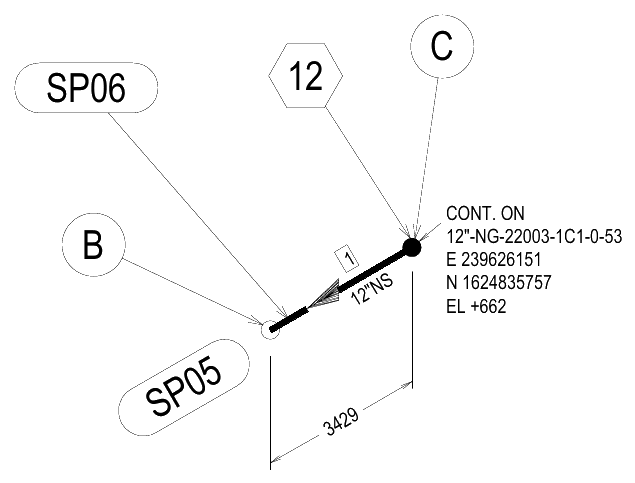 C
12
SP06
CONT. ON
12"-NG-22003-1C1-0-53
E 239626151
N 1624835757
EL +662
B
1
12"NS
SP05
3429